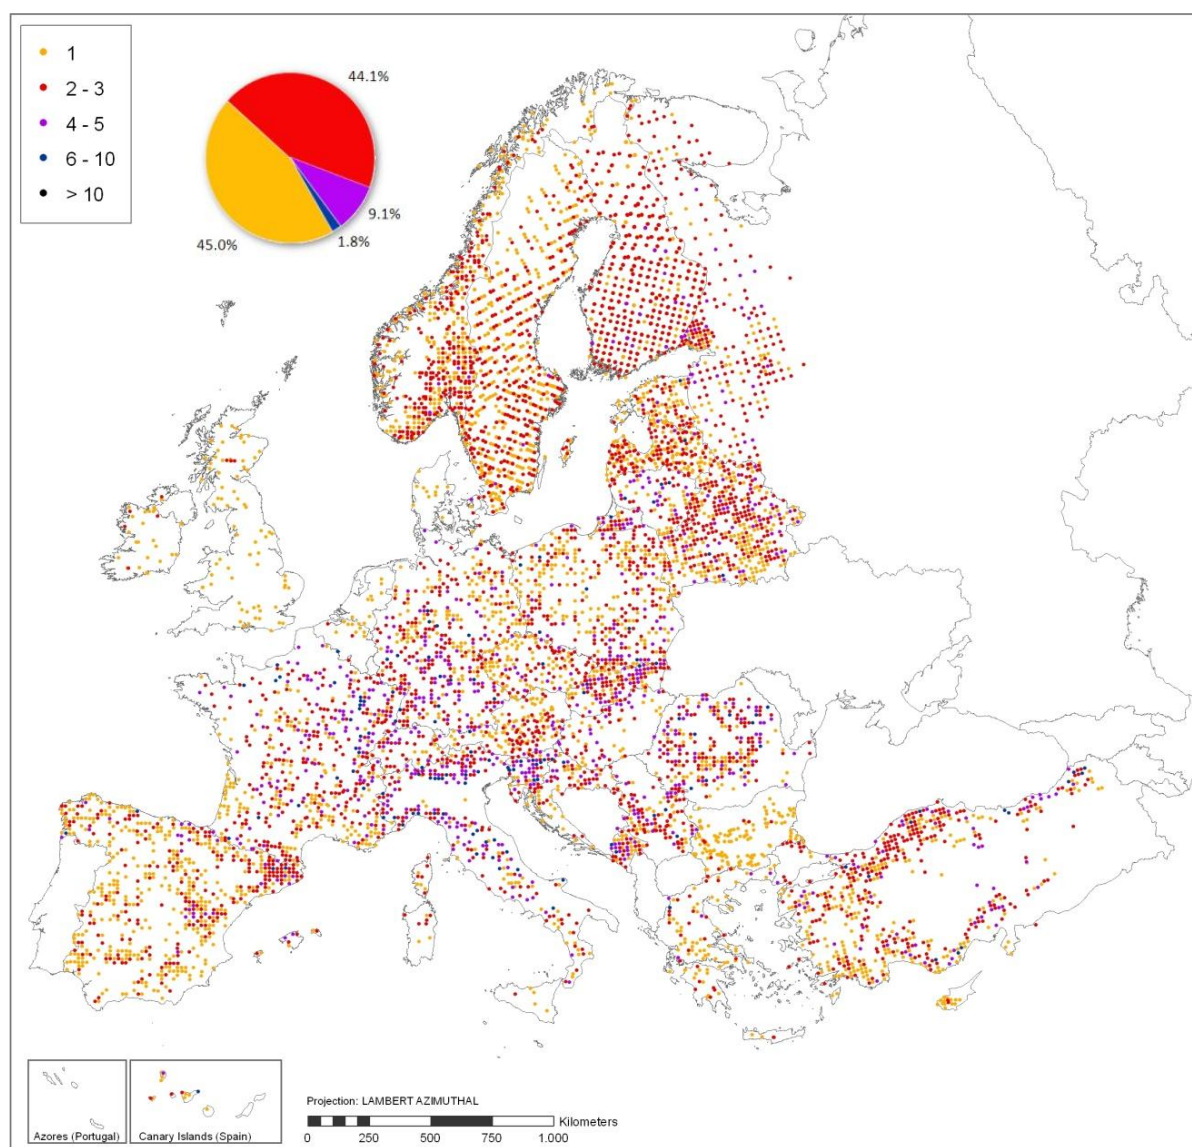 1
2 - 3
4 - 5
6 - 10
> 10
44.1%
9.1%
1.8%
45.0%
Azores (Portugal)
Canary Islands (Spain)
Projection: LAMBERT AZIMUTHAL
Kilometers
0 250 500 750 1.000